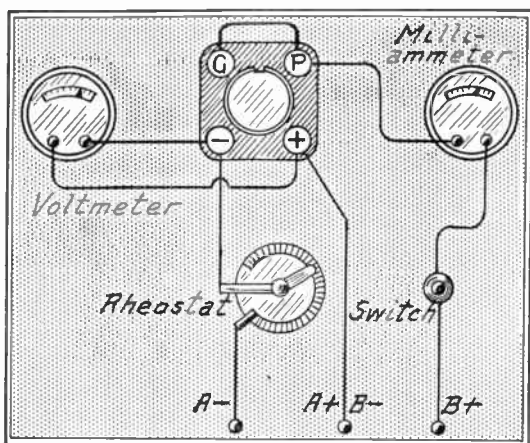 Milli-
ammeter
G P
- +
Voltmeter
Rheostat
Switch
A- A+ B- B+